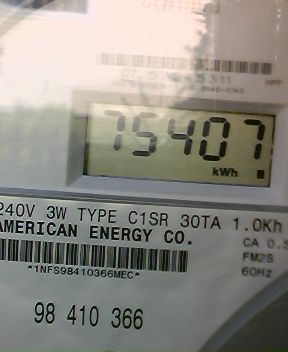 75407
kWh
240V 3W TYPE C1SR 30TA 1.0Kh
AMERICAN ENERGY CO.
CA 0.5
FM2S
60Hz
*1NFS98410366MEC*
98 410 366